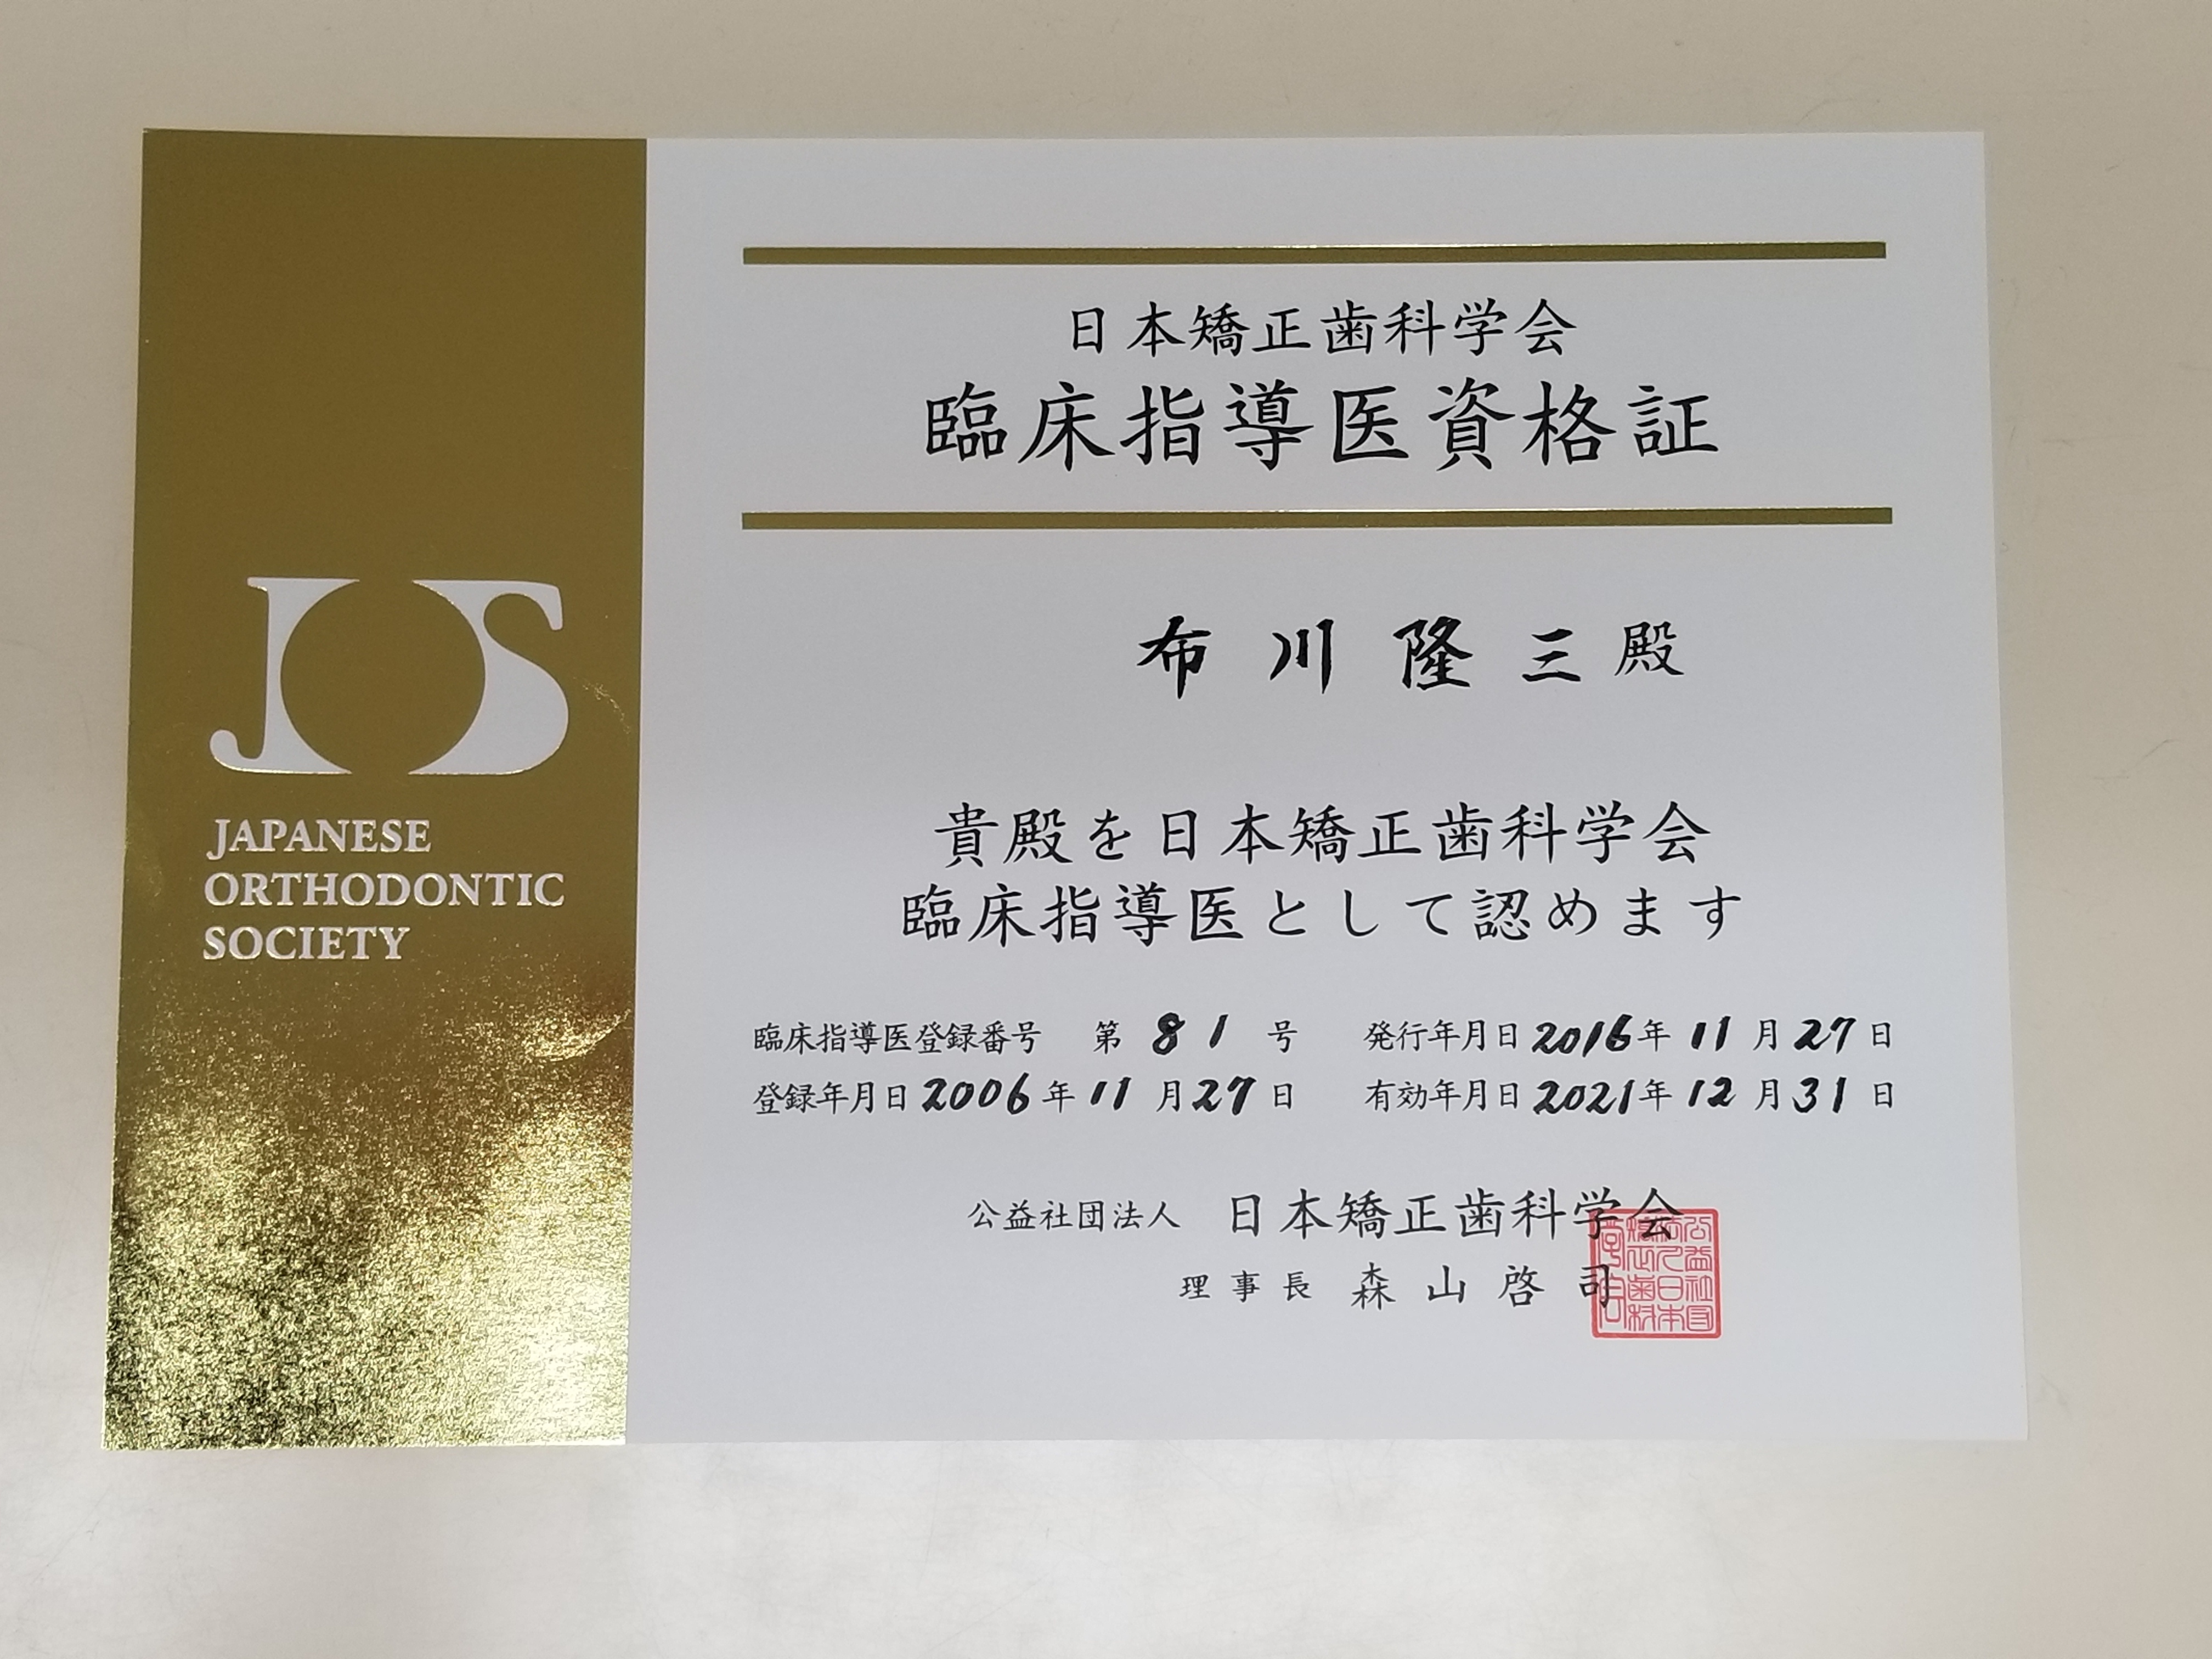 JOS
JAPANESE
ORTHODONTIC
SOCIETY
日本矯正歯科学会
臨床指導医資格証
布川隆三殿
貴殿を日本矯正歯科学会
臨床指導医として認めます
臨床指導医登録番号 第81号 発行年月日2016年11月27日
登録年月日2006年11月27日 有効年月日2021年12月31日
公益社団法人 日本矯正歯科学会
理事長 森山啓司